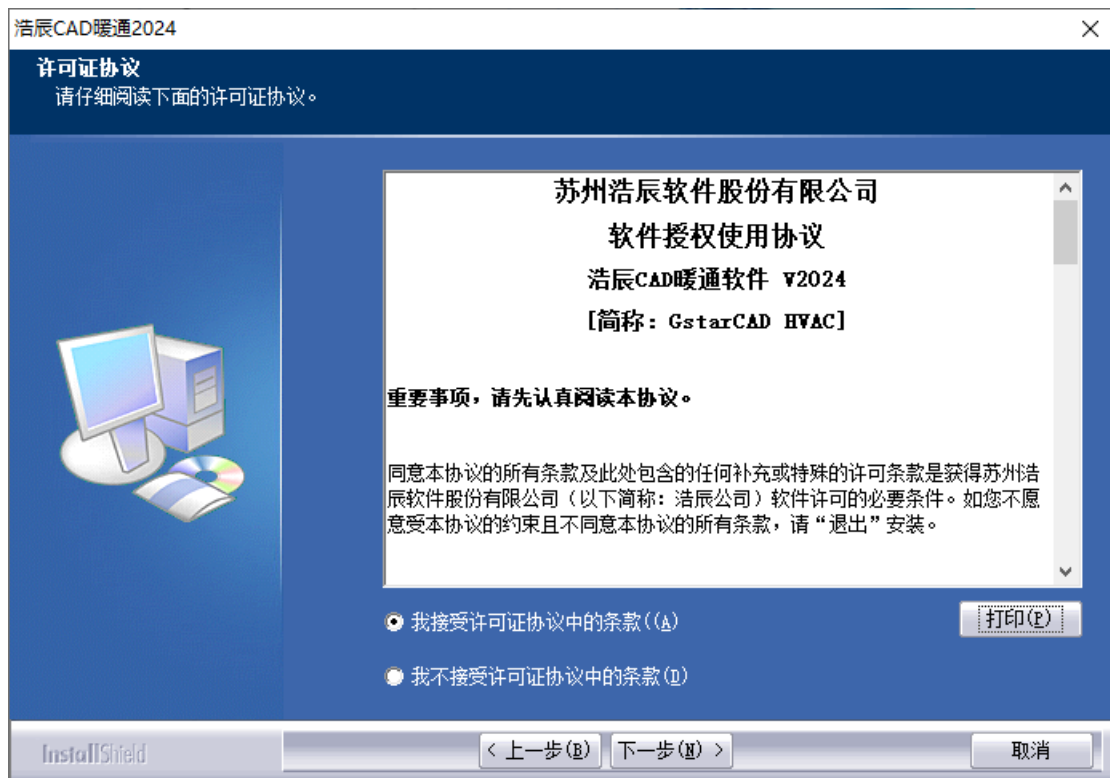 浩辰CAD暖通2024
许可证协议
请仔细阅读下面的许可证协议。
苏州浩辰软件股份有限公司
软件授权使用协议
浩辰CAD暖通软件 V2024
[简称：GstarCAD HVAC]
重要事项，请先认真阅读本协议。
同意本协议的所有条款及此处包含的任何补充或特殊的许可条款是获得苏州浩
辰软件股份有限公司（以下简称：浩辰公司）软件许可的必要条件。如您不愿
意受本协议的约束且不同意本协议的所有条款，请“退出”安装。
我接受许可证协议中的条款((A)
打印(P)
我不接受许可证协议中的条款(D)
InstallShield
< 上一步(B)
下一步(N) >
取消